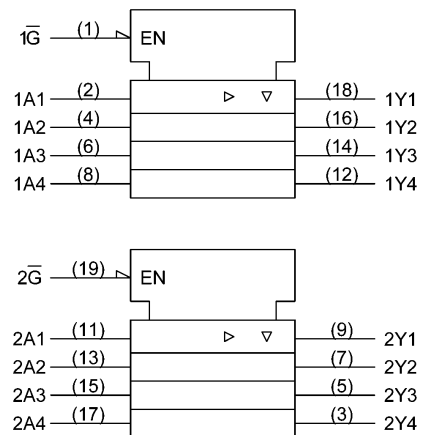 1G̅ (1) EN
1A1 (2) (18) 1Y1
1A2 (4) (16) 1Y2
1A3 (6) (14) 1Y3
1A4 (8) (12) 1Y4
2G̅ (19) EN
2A1 (11) (9) 2Y1
2A2 (13) (7) 2Y2
2A3 (15) (5) 2Y3
2A4 (17) (3) 2Y4